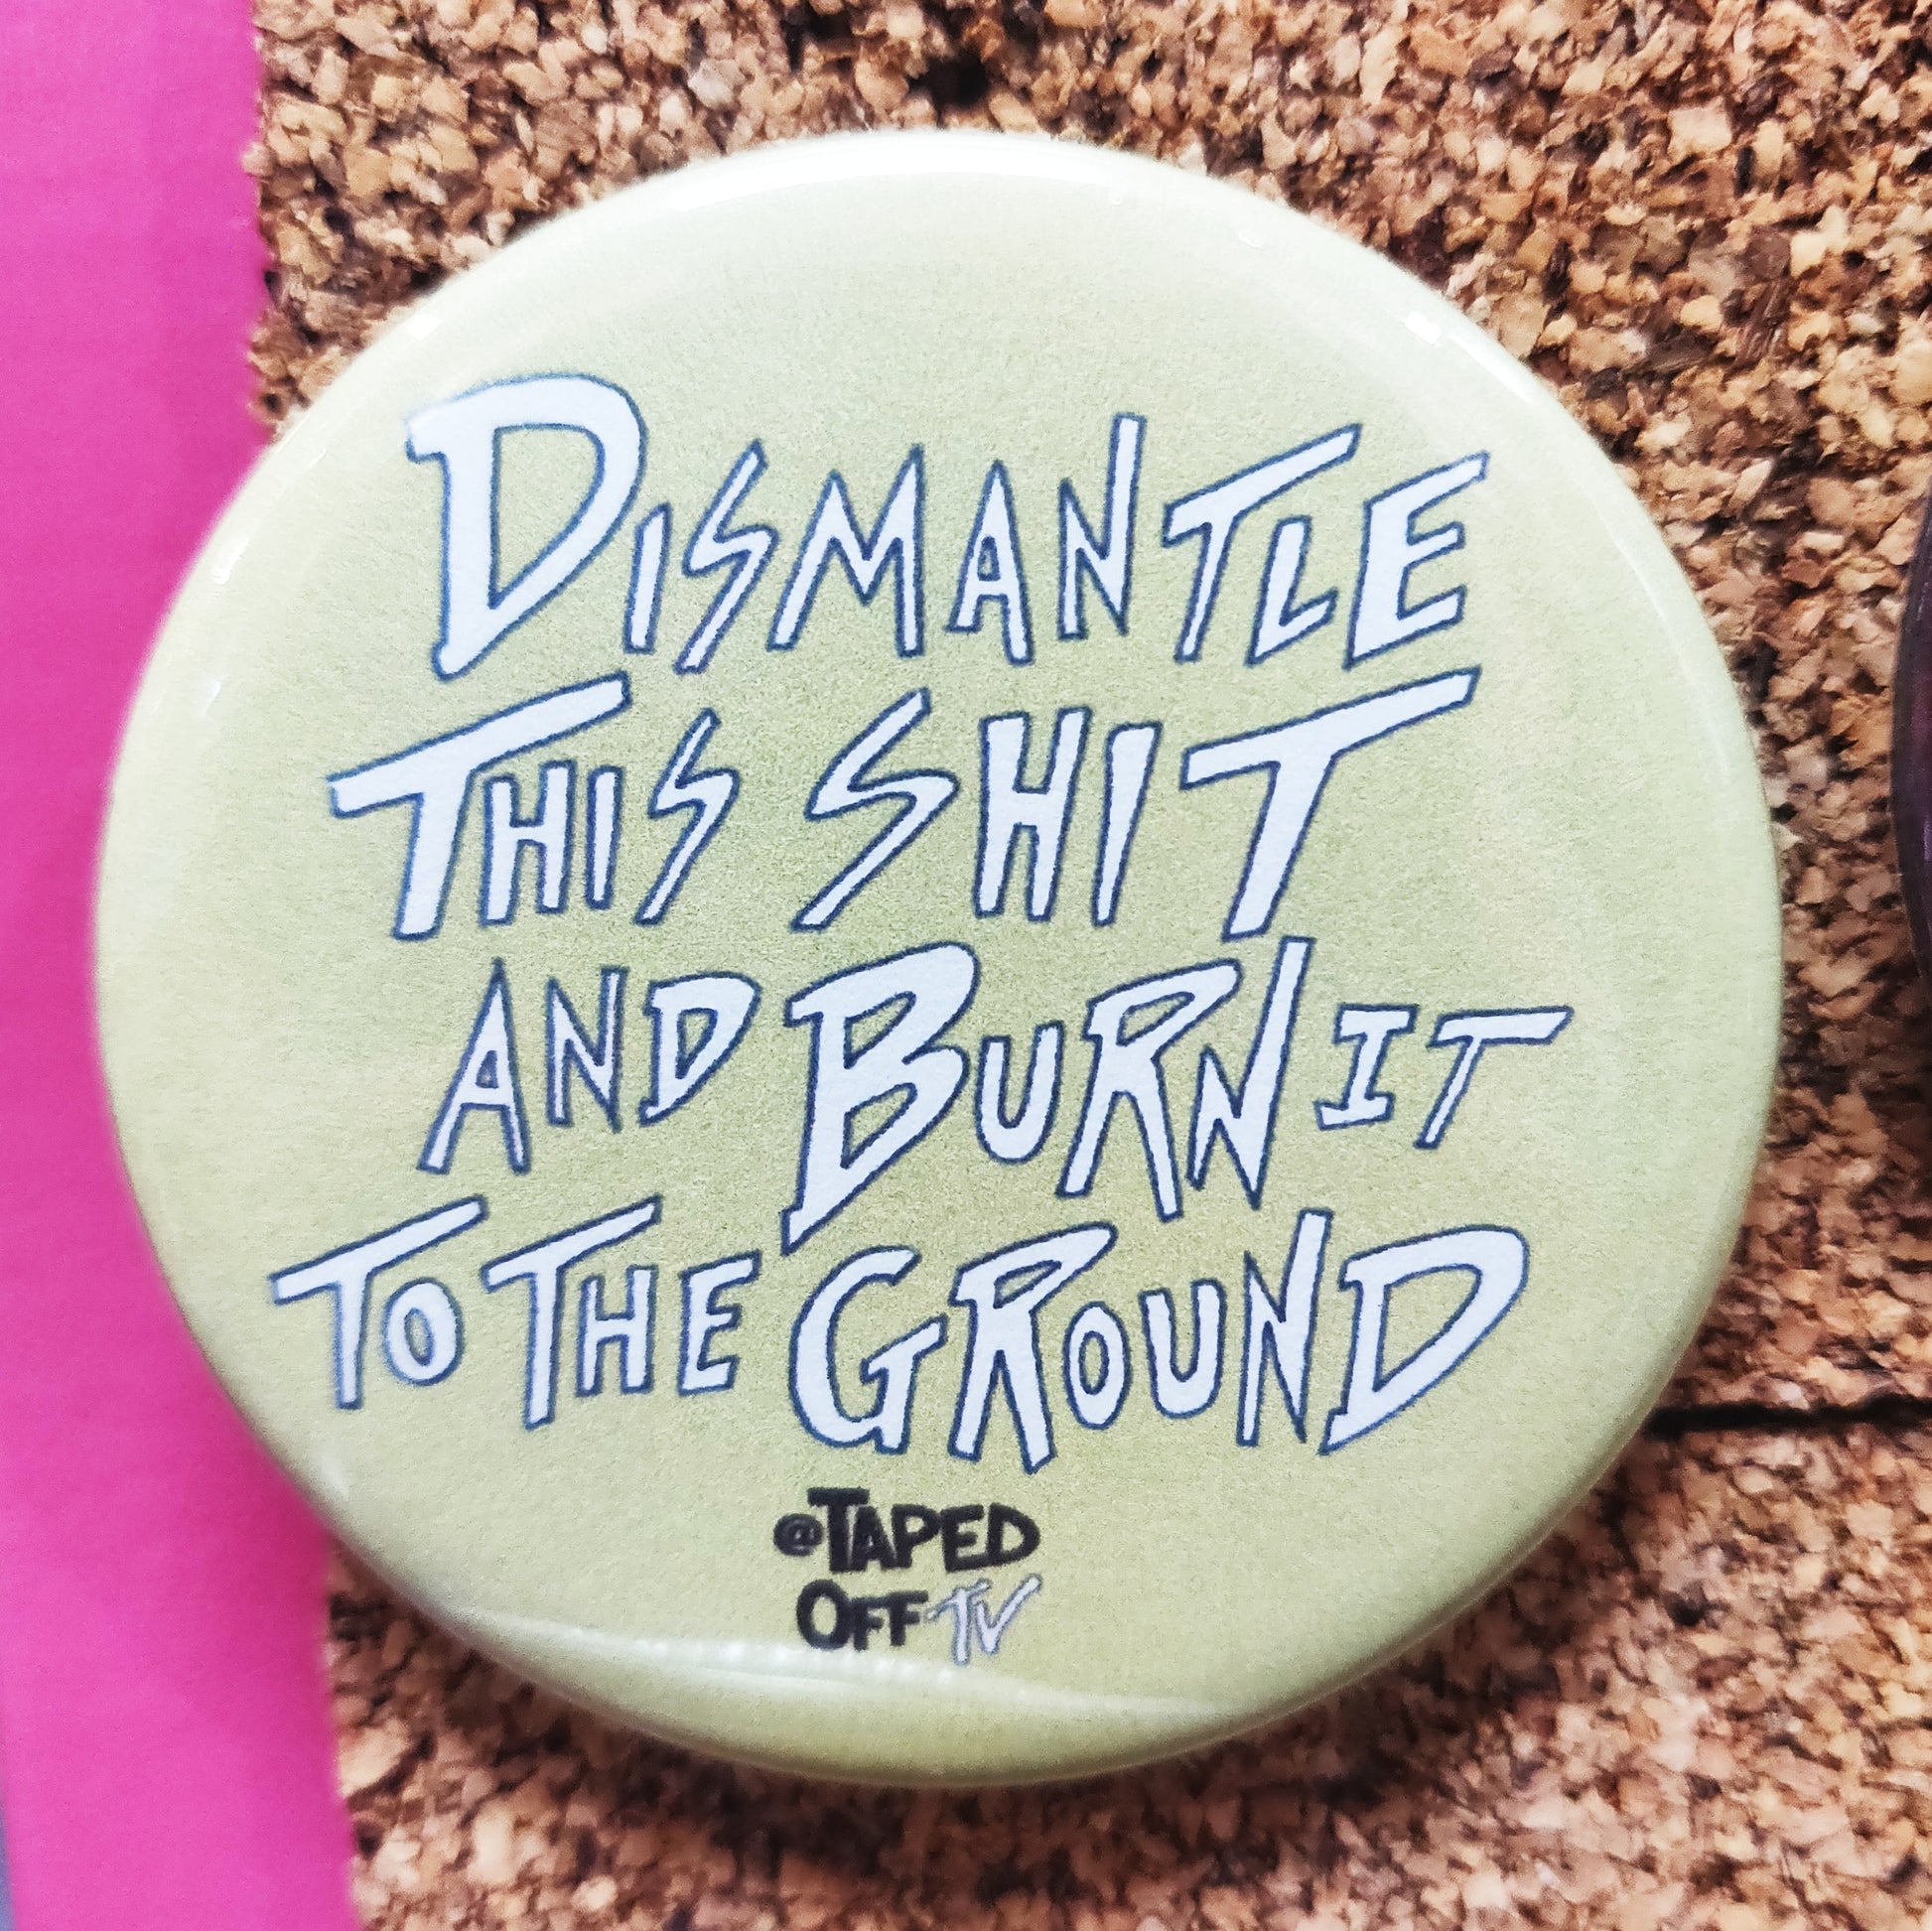 DISMANTLE
THIS SHIT
AND BURN IT
TO THE GROUND
@TAPED
OFF TV